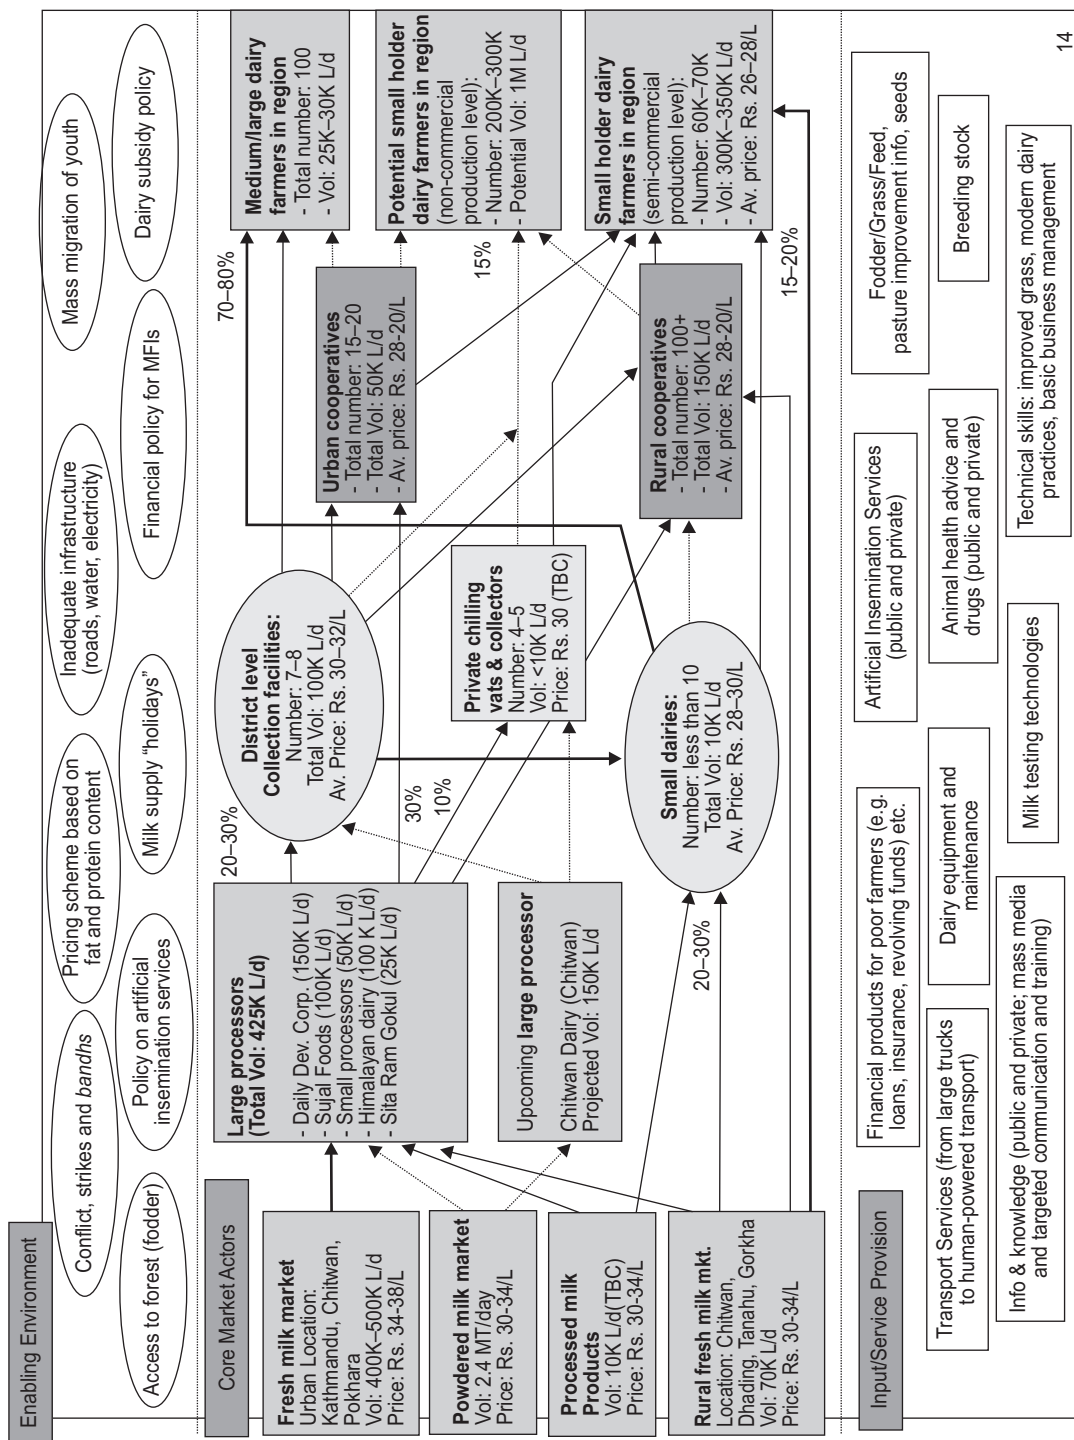 Enabling Environment
Conflict, strikes and bandhs
Pricing scheme based on
fat and protein content
Inadequate infrastructure
(roads, water, electricity)
Mass migration of youth
Access to forest (fodder)
Policy on artificial
insemination services
Milk supply “holidays”
Financial policy for MFIs
Dairy subsidy policy
Core Market Actors
Fresh milk market
Urban Location:
Kathmandu, Chitwan,
Pokhara
Vol: 400K–500K L/d
Price: Rs. 34-38/L
Powdered milk market
Vol: 2.4 MT/day
Price: Rs. 30-34/L
Processed milk
Products
Vol: 10K L/d(TBC)
Price: Rs. 30-34/L
Rural fresh milk mkt.
Location: Chitwan,
Dhading, Tanahu, Gorkha
Vol: 70K L/d
Price: Rs. 30-34/L
Large processors
(Total Vol: 425K L/d)
- Daily Dev. Corp. (150K L/d)
- Sujal Foods (100K L/d)
- Small processors (50K L/d)
- Himalayan dairy (100 K L/d)
- Sita Ram Gokul (25K L/d)
Upcoming large processor
Chitwan Dairy (Chitwan)
Projected Vol: 150K L/d
20–30%
30%
10%
20–30%
District level
Collection facilities:
Number: 7–8
Total Vol: 100K L/d
Av. Price: Rs. 30–32/L
Private chilling
vats & collectors
Number: 4–5
Vol: <10K L/d
Price: Rs. 30 (TBC)
Small dairies:
Number: less than 10
Total Vol: 10K L/d
Av. Price: Rs. 28–30/L
Urban cooperatives
- Total number: 15–20
- Total Vol: 50K L/d
- Av. price: Rs. 28-20/L
Rural cooperatives
- Total number: 100+
- Total Vol: 150K L/d
- Av. price: Rs. 28-20/L
70–80%
15%
15–20%
Medium/large dairy
farmers in region
- Total number: 100
- Vol: 25K–30K L/d
Potential small holder
dairy farmers in region
(non-commercial
production level):
- Number: 200K–300K
- Potential Vol: 1M L/d
Small holder dairy
farmers in region
(semi-commercial
production level):
- Number: 60K–70K
- Vol: 300K–350K L/d
- Av. price: Rs. 26–28/L
Input/Service Provision
Financial products for poor farmers (e.g.
loans, insurance, revolving funds) etc.
Artificial Insemination Services
(public and private)
Fodder/Grass/Feed,
pasture improvement info, seeds
Transport Services (from large trucks
to human-powered transport)
Dairy equipment and
maintenance
Animal health advice and
drugs (public and private)
Breeding stock
Info & knowledge (public and private; mass media
and targeted communication and training)
Milk testing technologies
Technical skills: improved grass, modern dairy
practices, basic business management
14